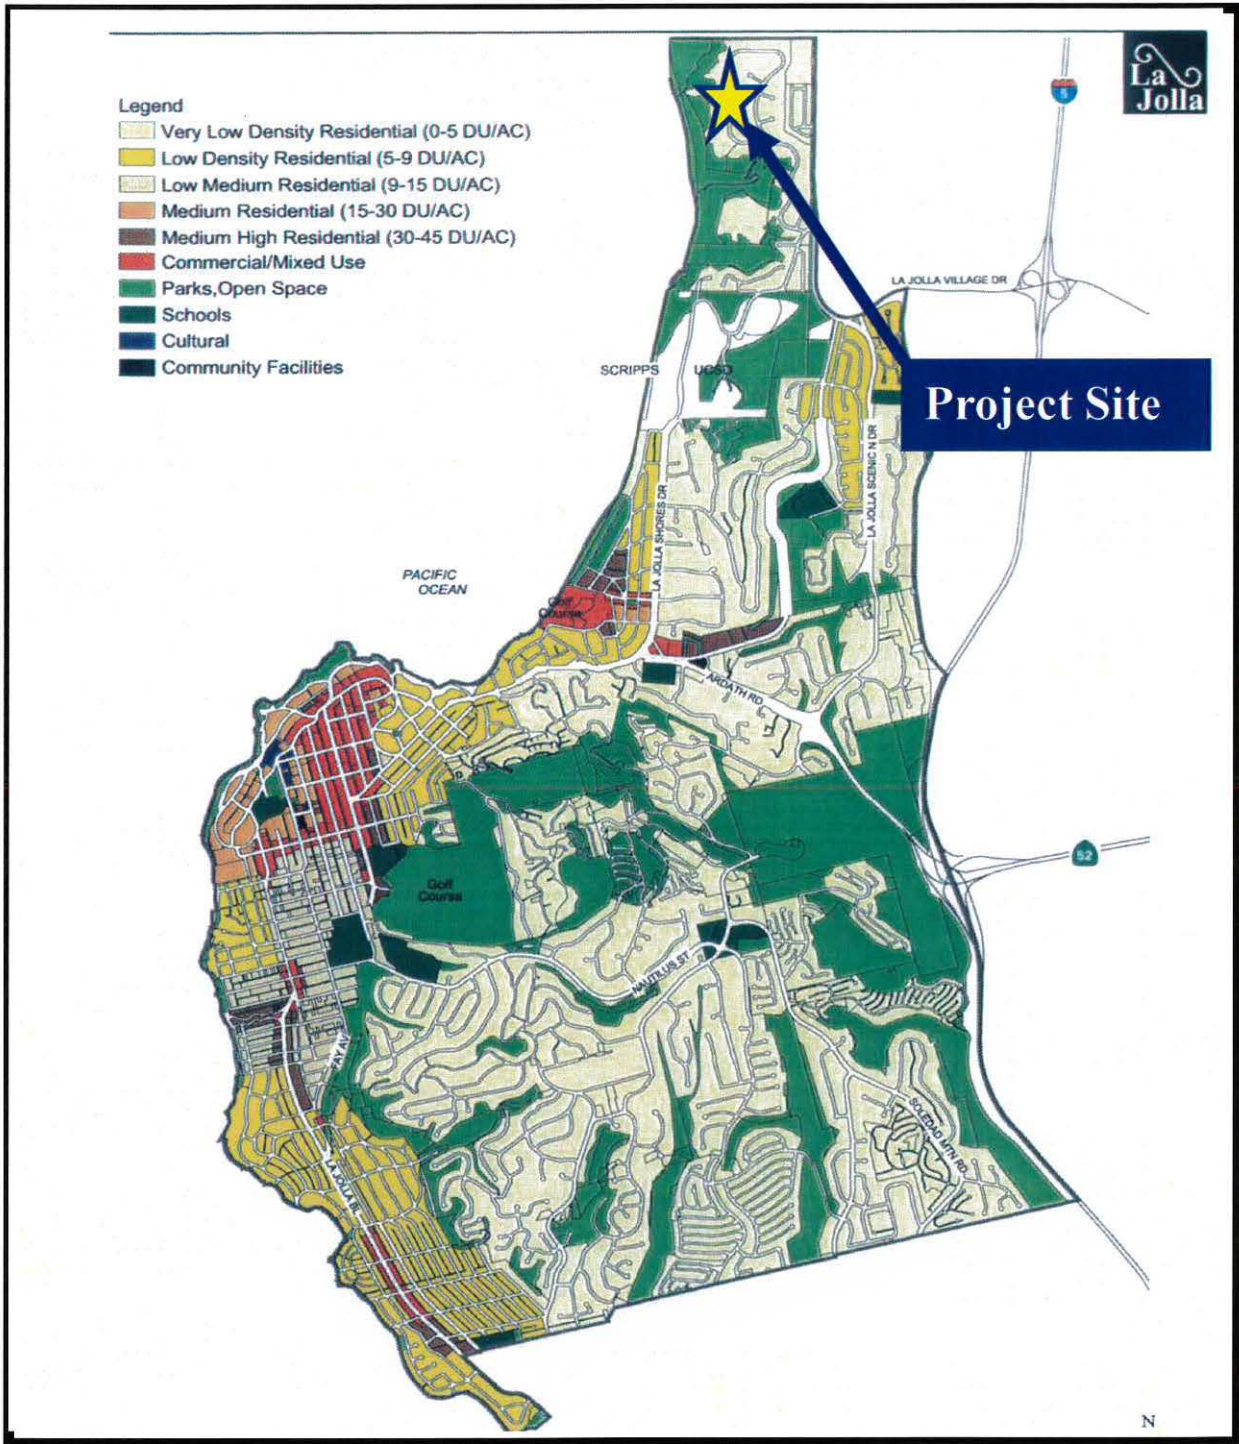 La
Jolla
5
Legend
Very Low Density Residential (0-5 DU/AC)
Low Density Residential (5-9 DU/AC)
Low Medium Residential (9-15 DU/AC)
Medium Residential (15-30 DU/AC)
Medium High Residential (30-45 DU/AC)
Commercial/Mixed Use
Parks,Open Space
Schools
Cultural
Community Facilities
LA JOLLA VILLAGE DR
SCRIPPS
UCSD
Project Site
LA JOLLA SHORES DR
LA JOLLA SCENIC N DR
PACIFIC
OCEAN
Golf
Course
ARDATH RD
52
Golf
Course
NAUTILUS ST
FAY AV
SOLEDAD MTN RD
LA JOLLA BL
N